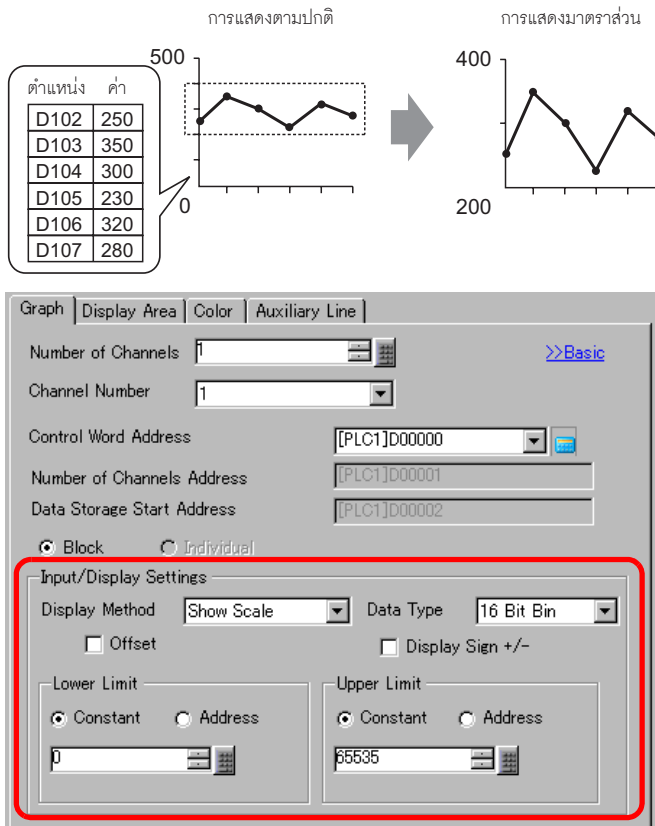 การแสดงตามปกติ
การแสดงมาตราส่วน
500
400
ตำแหน่ง ค่า
D102 250
D103 350
D104 300
D105 230
D106 320
D107 280
0
200
Graph Display Area Color Auxiliary Line
Number of Channels 1 >>Basic
Channel Number 1
Control Word Address [PLC1]D00000
Number of Channels Address [PLC1]D00001
Data Storage Start Address [PLC1]D00002
Block Individual
Input/Display Settings
Display Method Show Scale Data Type 16 Bit Bin
Offset Display Sign +/-
Lower Limit Upper Limit
Constant Address Constant Address
0 65535